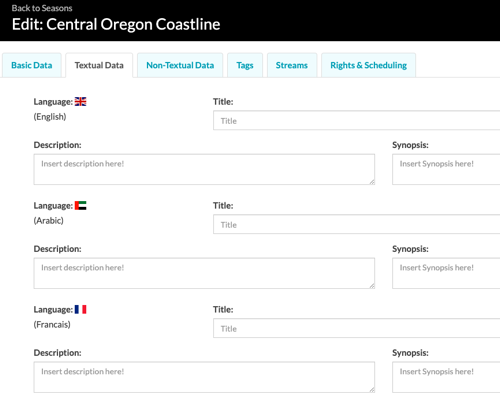 Back to Seasons
Edit: Central Oregon Coastline
Basic Data Textual Data Non-Textual Data Tags Streams Rights & Scheduling
Language: Title:
(English) Title
Description: Synopsis:
Insert description here! Insert Synopsis here!
Language: Title:
(Arabic) Title
Description: Synopsis:
Insert description here! Insert Synopsis here!
Language: Title:
(Francais) Title
Description: Synopsis:
Insert description here! Insert Synopsis here!